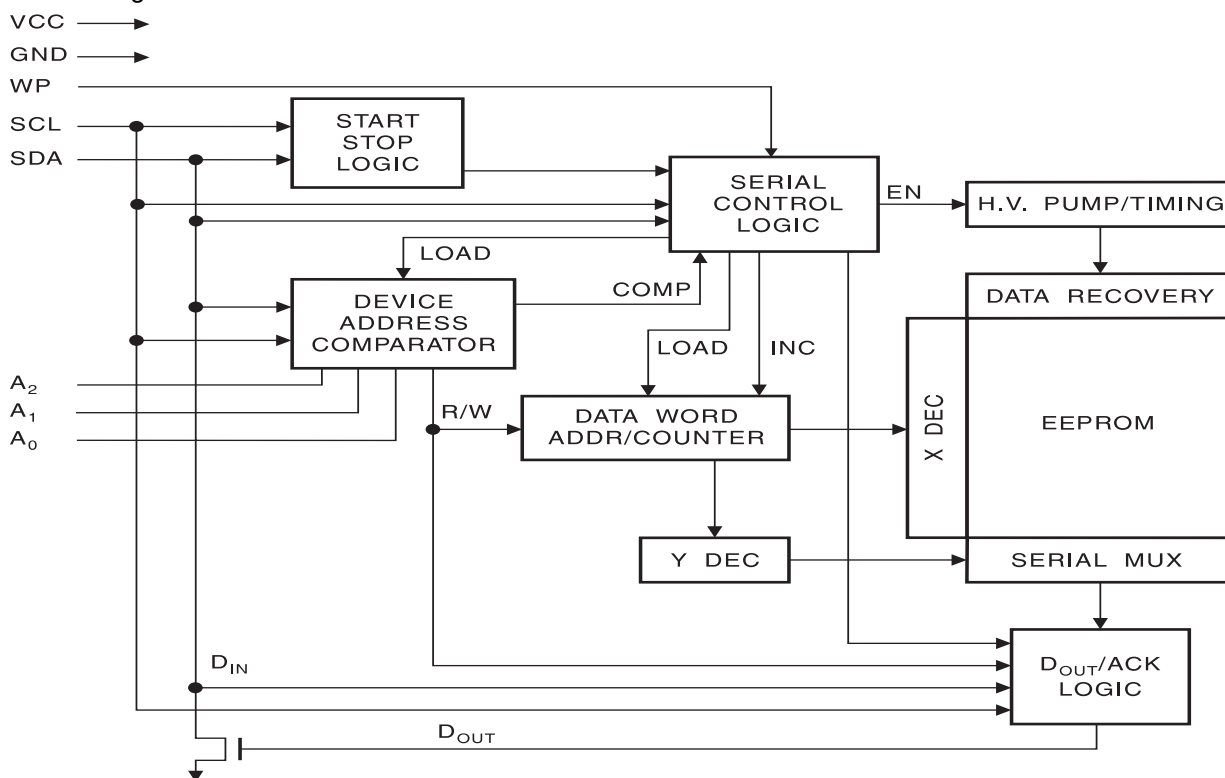 VCC
GND
WP
SCL
SDA
START
STOP
LOGIC
SERIAL
CONTROL
LOGIC
EN
H.V. PUMP/TIMING
LOAD
COMP
DEVICE
ADDRESS
COMPARATOR
DATA RECOVERY
LOAD
INC
A2
A1
A0
R/W
DATA WORD
ADDR/COUNTER
X DEC
EEPROM
Y DEC
SERIAL MUX
DIN
DOUT/ACK
LOGIC
DOUT